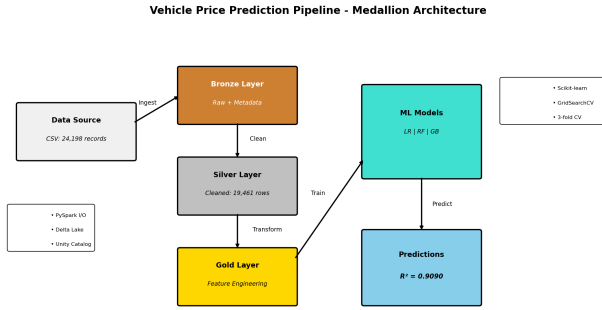 Vehicle Price Prediction Pipeline - Medallion Architecture
Data Source
CSV: 24,198 records
Ingest
Bronze Layer
Raw + Metadata
Clean
Silver Layer
Cleaned: 19,461 rows
Transform
Gold Layer
Feature Engineering
Train
ML Models
LR | RF | GB
Predict
Predictions
R² = 0.9090
• PySpark I/O
• Delta Lake
• Unity Catalog
• Scikit-learn
• GridSearchCV
• 3-fold CV